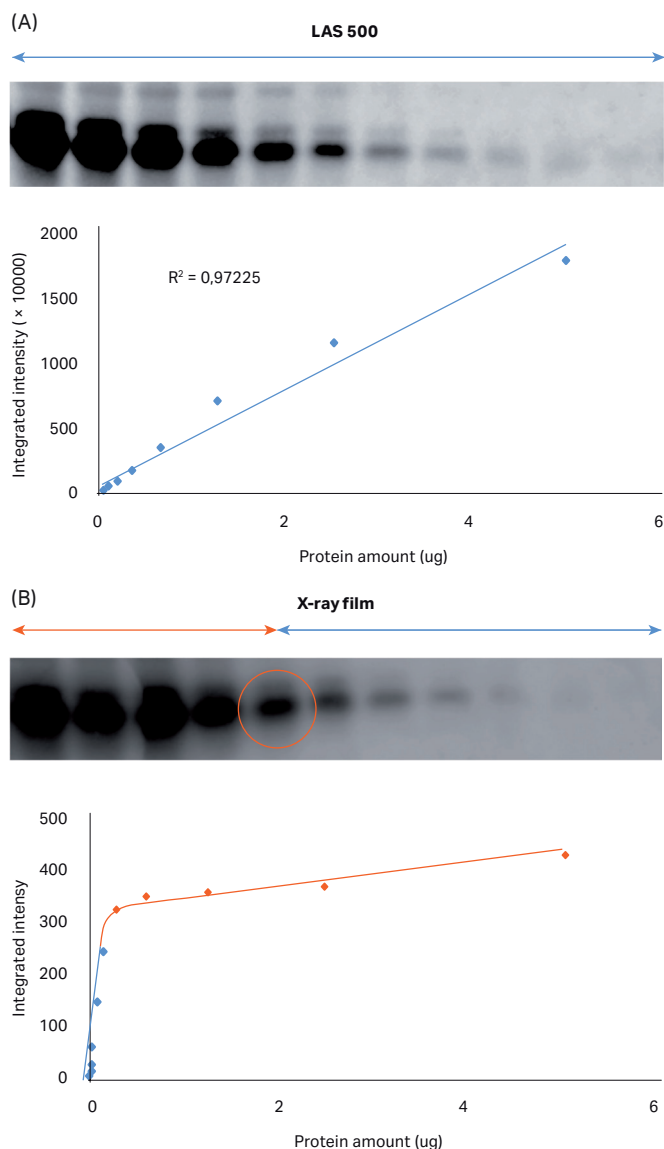 (A)
LAS 500
2000
1500
1000
500
0
Integrated intensity ( × 10000)
R² = 0,97225
0 2 4 6
Protein amount (ug)
(B)
X-ray film
500
400
300
200
100
0
Integrated intensy
0 2 4 6
Protein amount (ug)